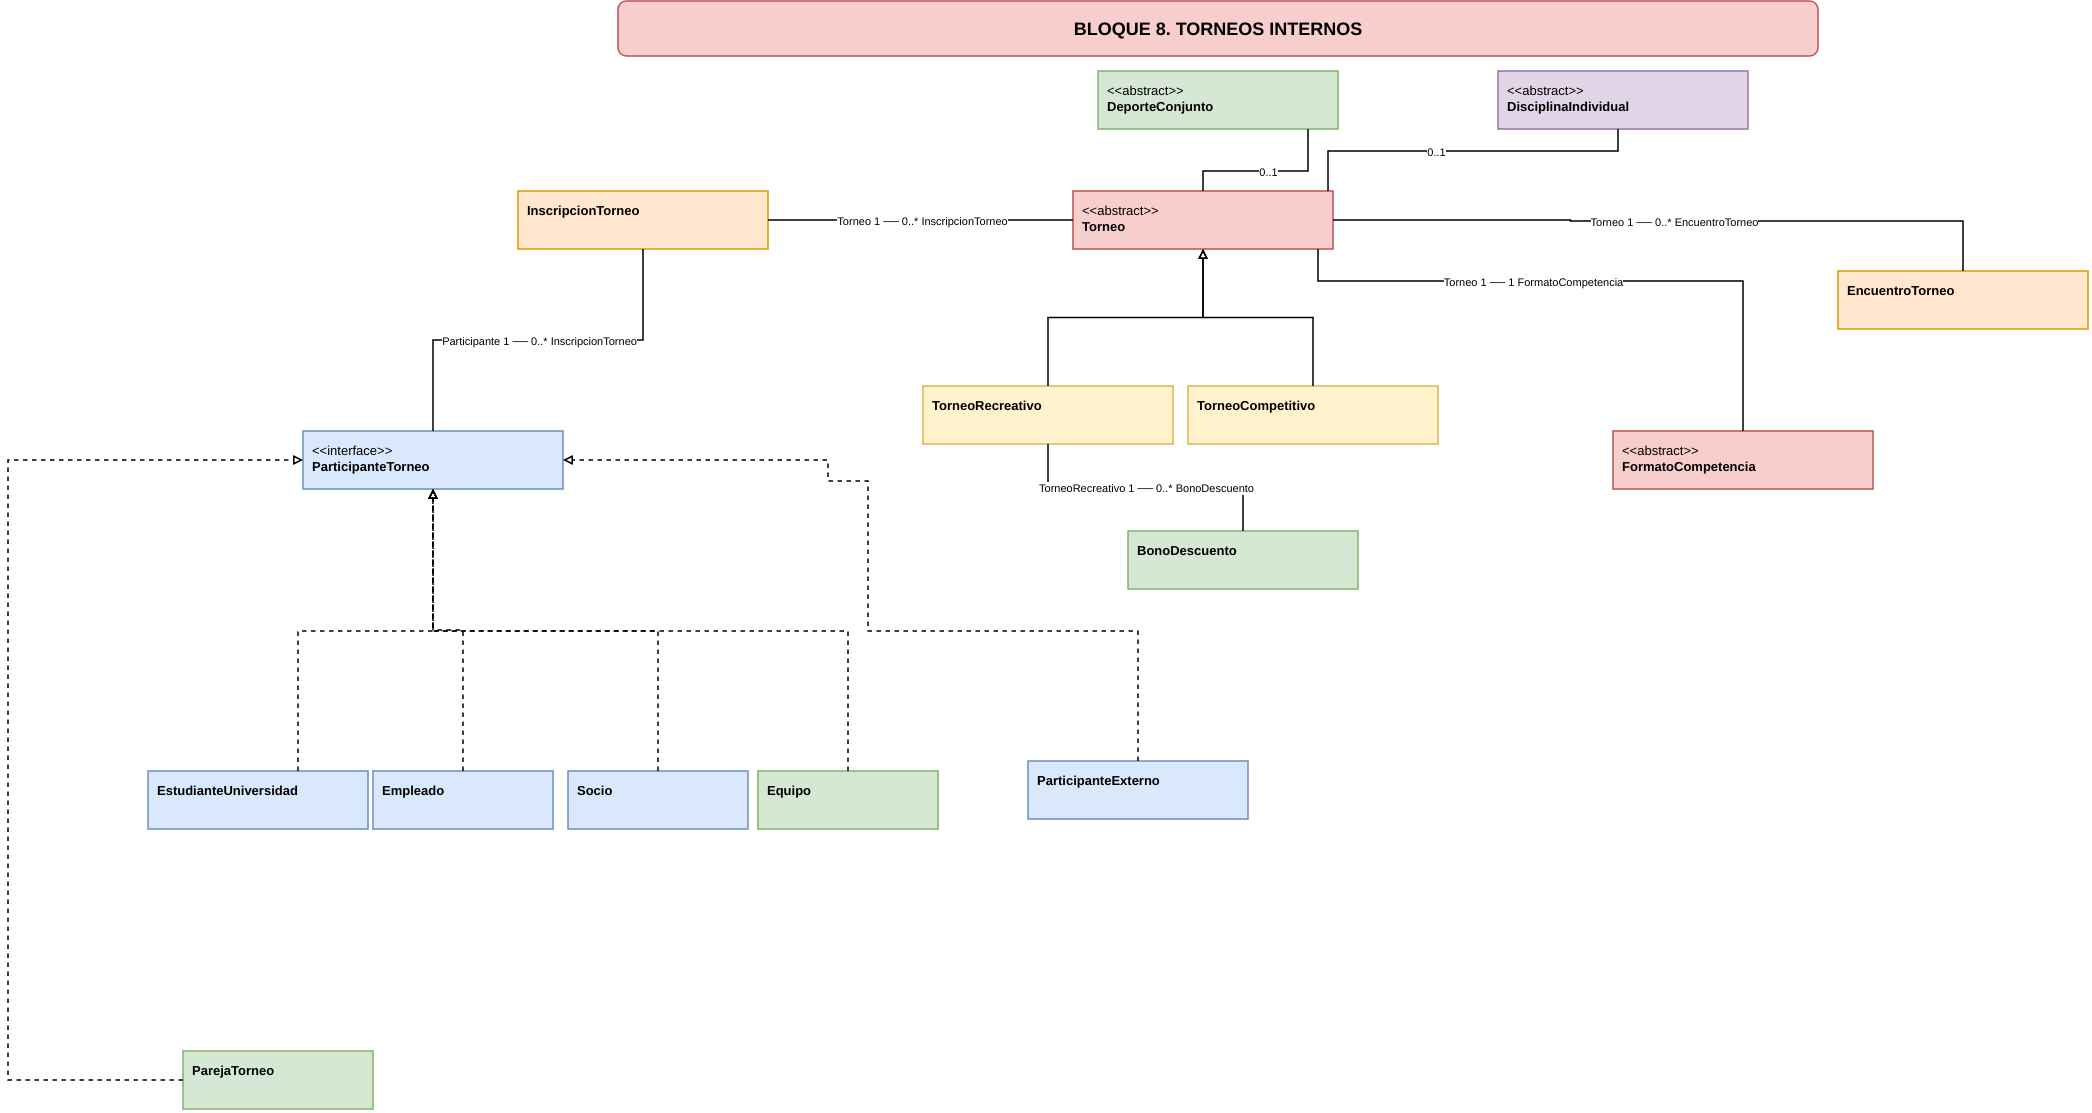 BLOQUE 8. TORNEOS INTERNOS
<<abstract>>
DeporteConjunto
<<abstract>>
DisciplinaIndividual
0..1
0..1
InscripcionTorneo
Torneo 1 ── 0..* InscripcionTorneo
<<abstract>>
Torneo
Torneo 1 ── 0..* EncuentroTorneo
Torneo 1 ── 1 FormatoCompetencia
EncuentroTorneo
Participante 1 ── 0..* InscripcionTorneo
TorneoRecreativo
TorneoCompetitivo
<<interface>>
ParticipanteTorneo
<<abstract>>
FormatoCompetencia
TorneoRecreativo 1 ── 0..* BonoDescuento
BonoDescuento
EstudianteUniversidad
Empleado
Socio
Equipo
ParticipanteExterno
ParejaTorneo